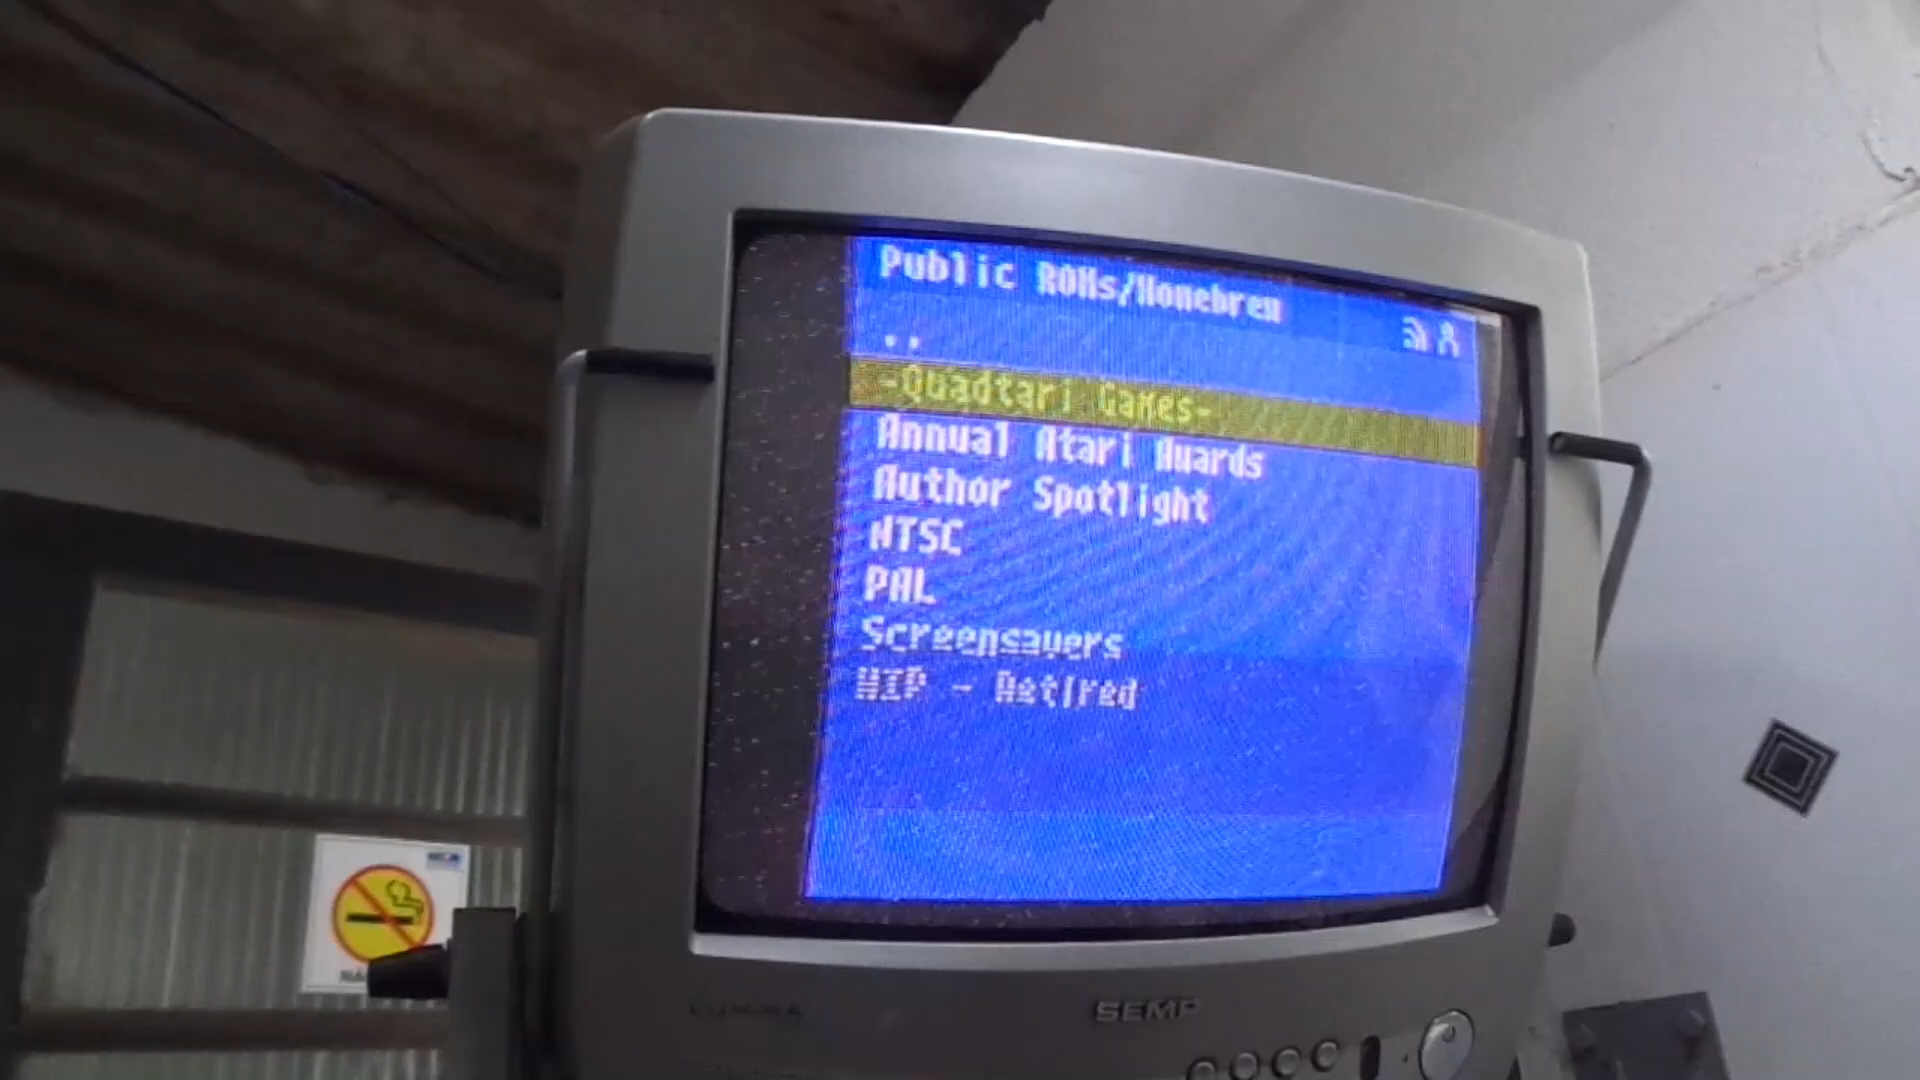 Public ROMs/Homebrew
..
-Quadtari Games-
Annual Atari Awards
Author Spotlight
NTSC
PAL
Screensavers
WIP - Retired
SEMP